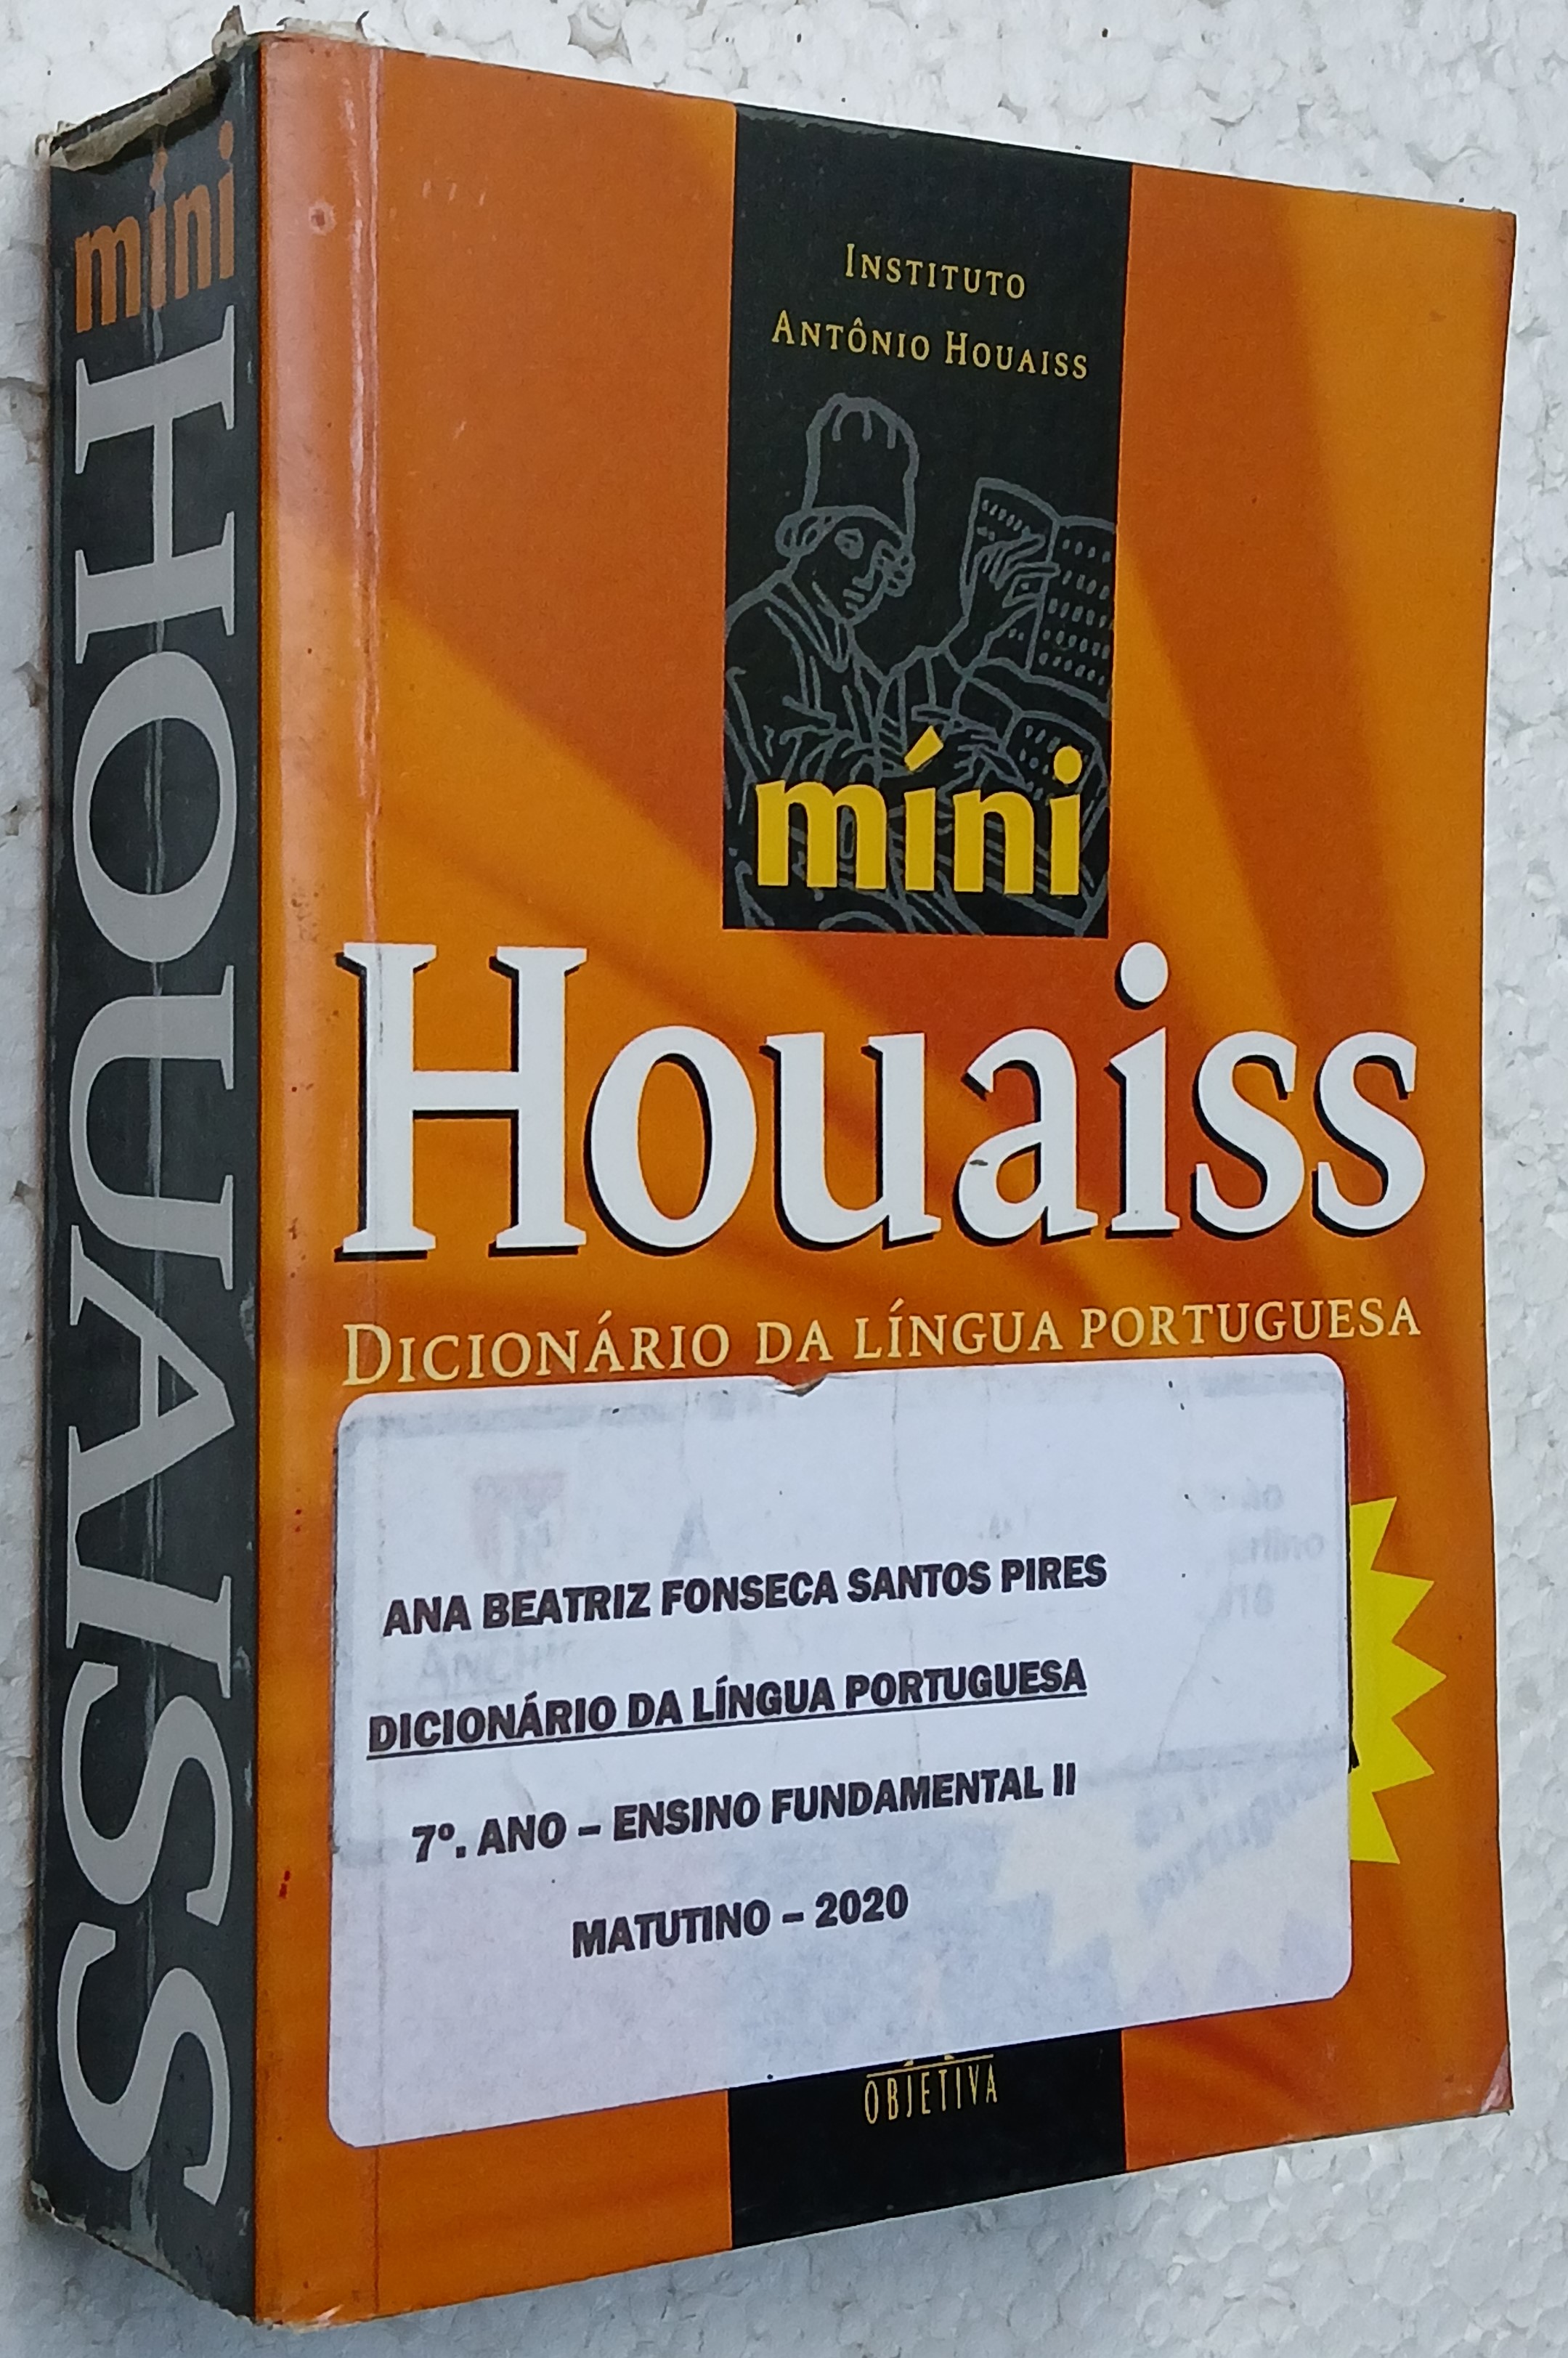 míni HOUAISS
INSTITUTO
ANTÔNIO HOUAISS
míni
Houaiss
DICIONÁRIO DA LÍNGUA PORTUGUESA
ANA BEATRIZ FONSECA SANTOS PIRES
DICIONÁRIO DA LÍNGUA PORTUGUESA
7º. ANO – ENSINO FUNDAMENTAL II
MATUTINO – 2020
OBJETIVA